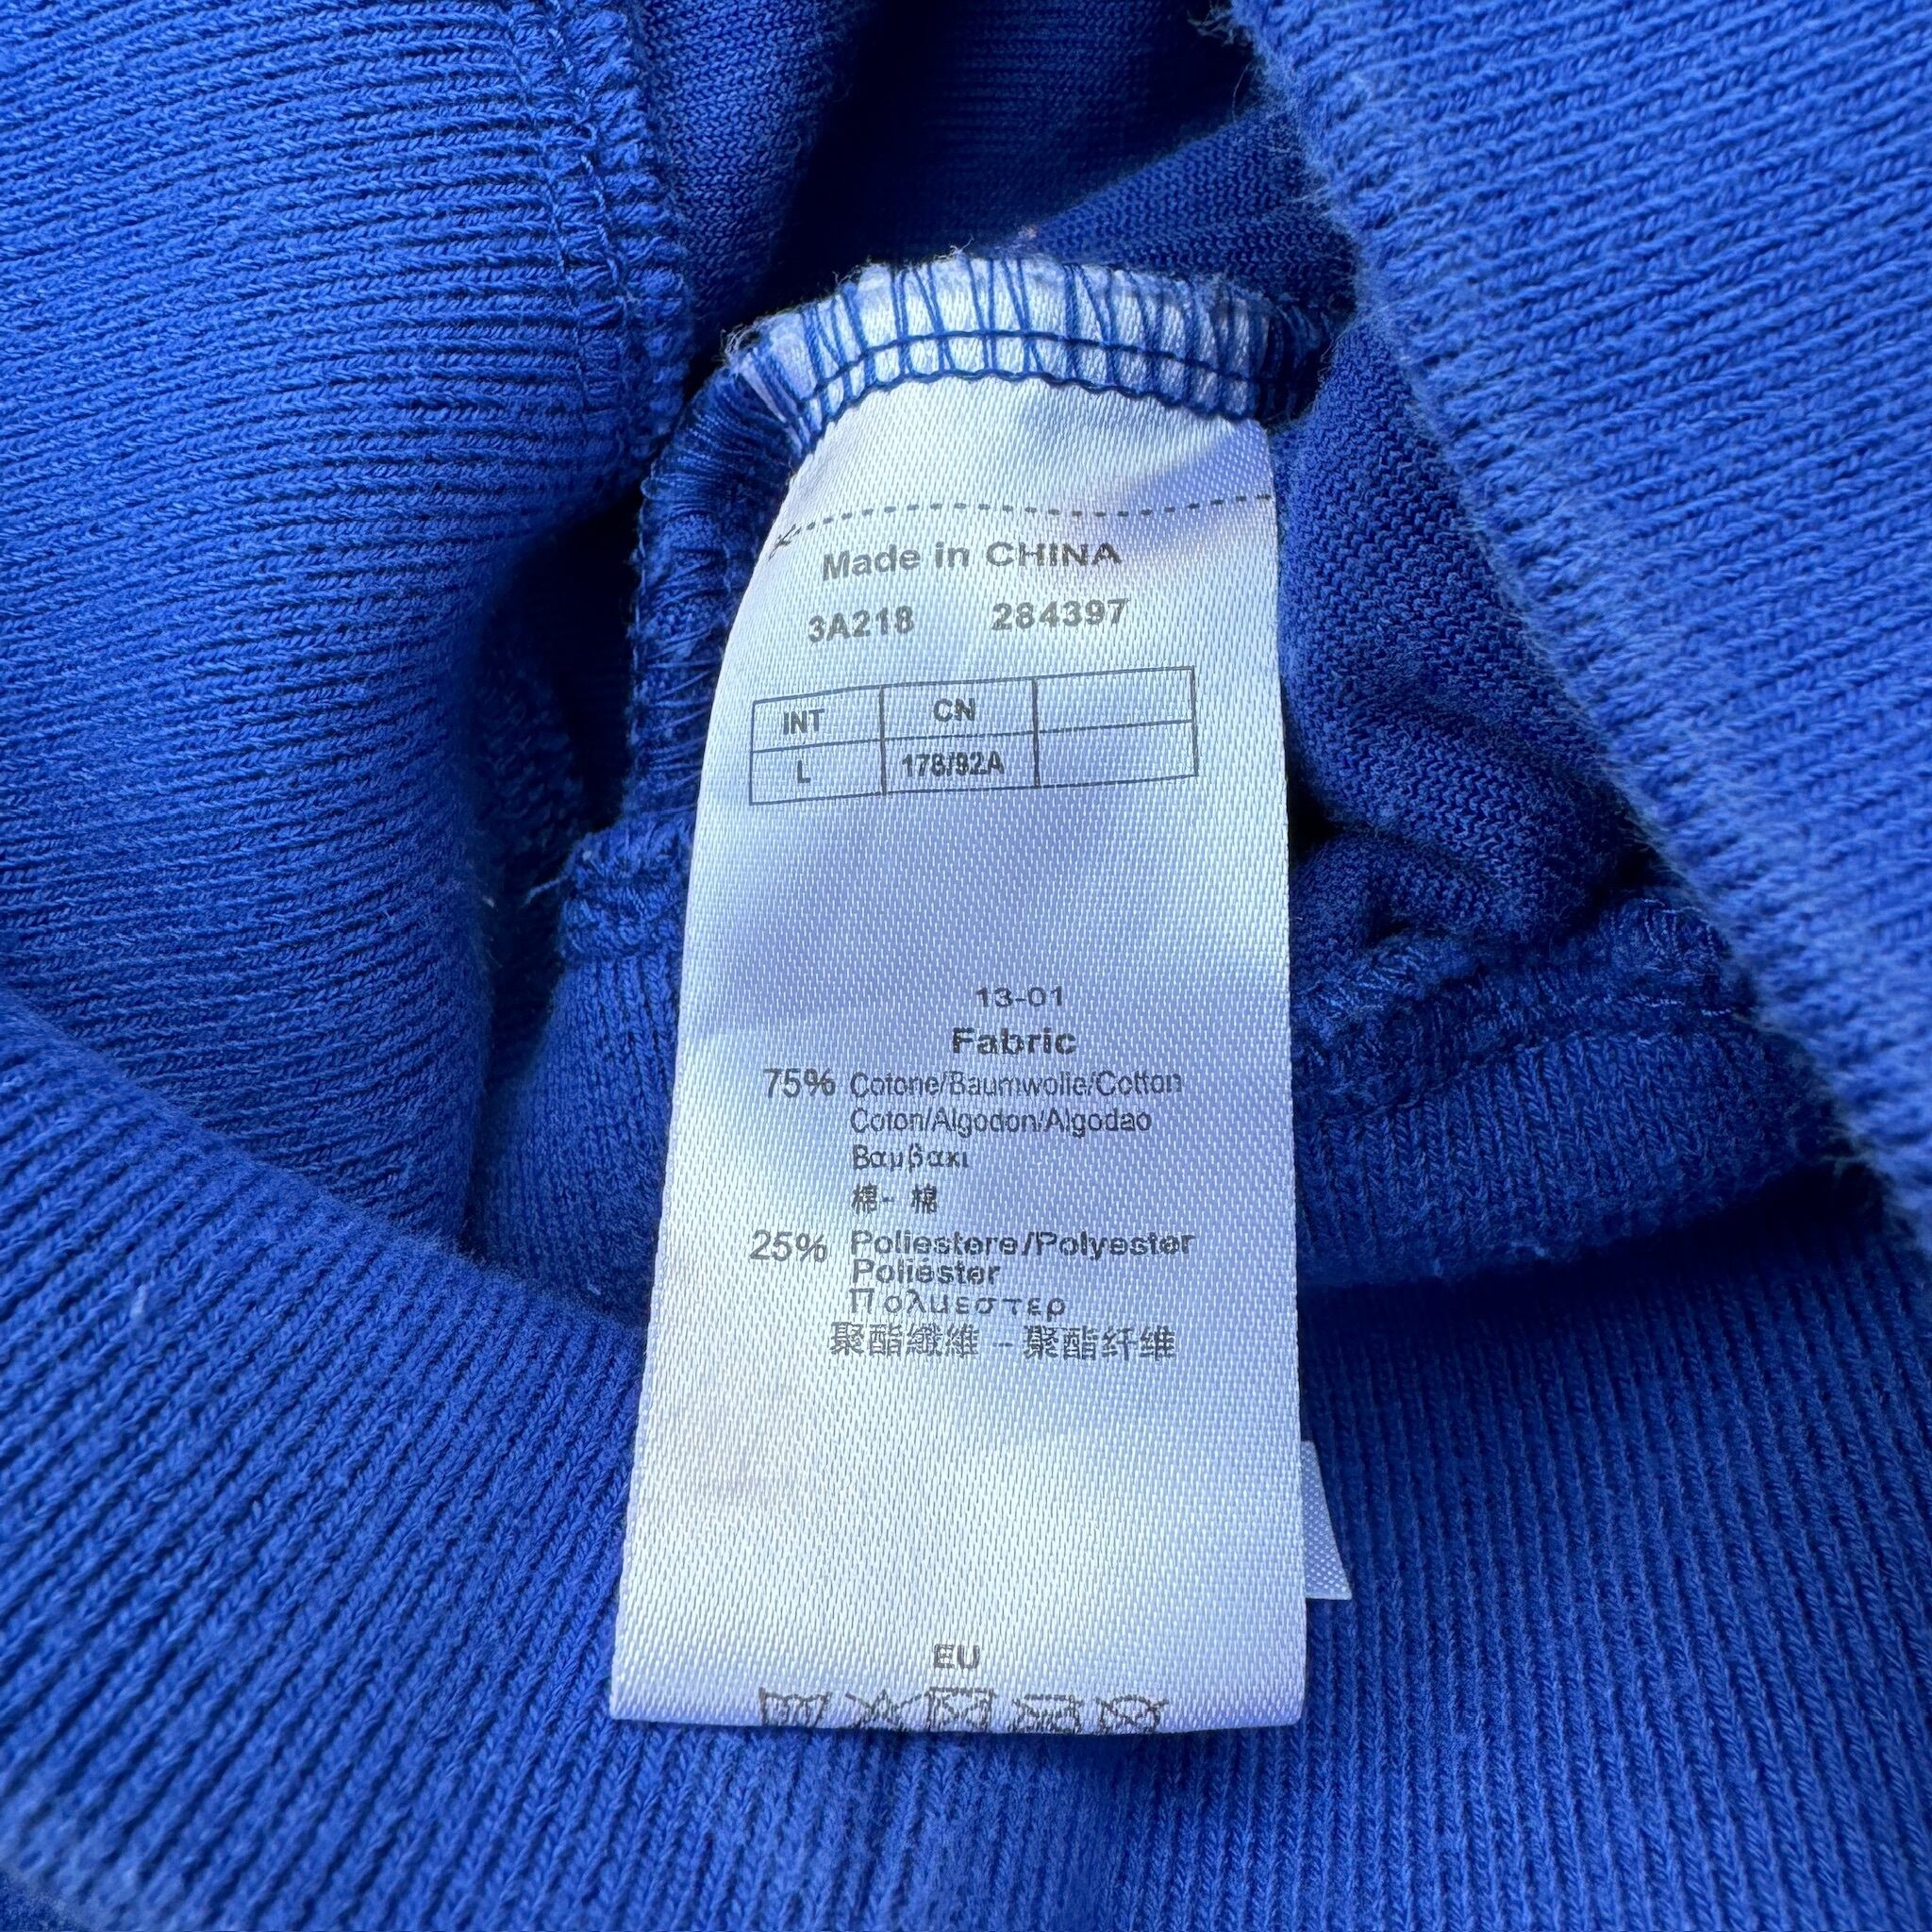 Made in CHINA
3A218 284397
INT CN
L 178/92A
13-01
Fabric
75% Cotone/Baumwolle/Cotton
Coton/Algodon/Algodao
Βαμβακι
棉- 棉
25% Poliestere/Polyester
Poliester
Πολυεστερ
聚酯纖維 - 聚酯纤维
EU